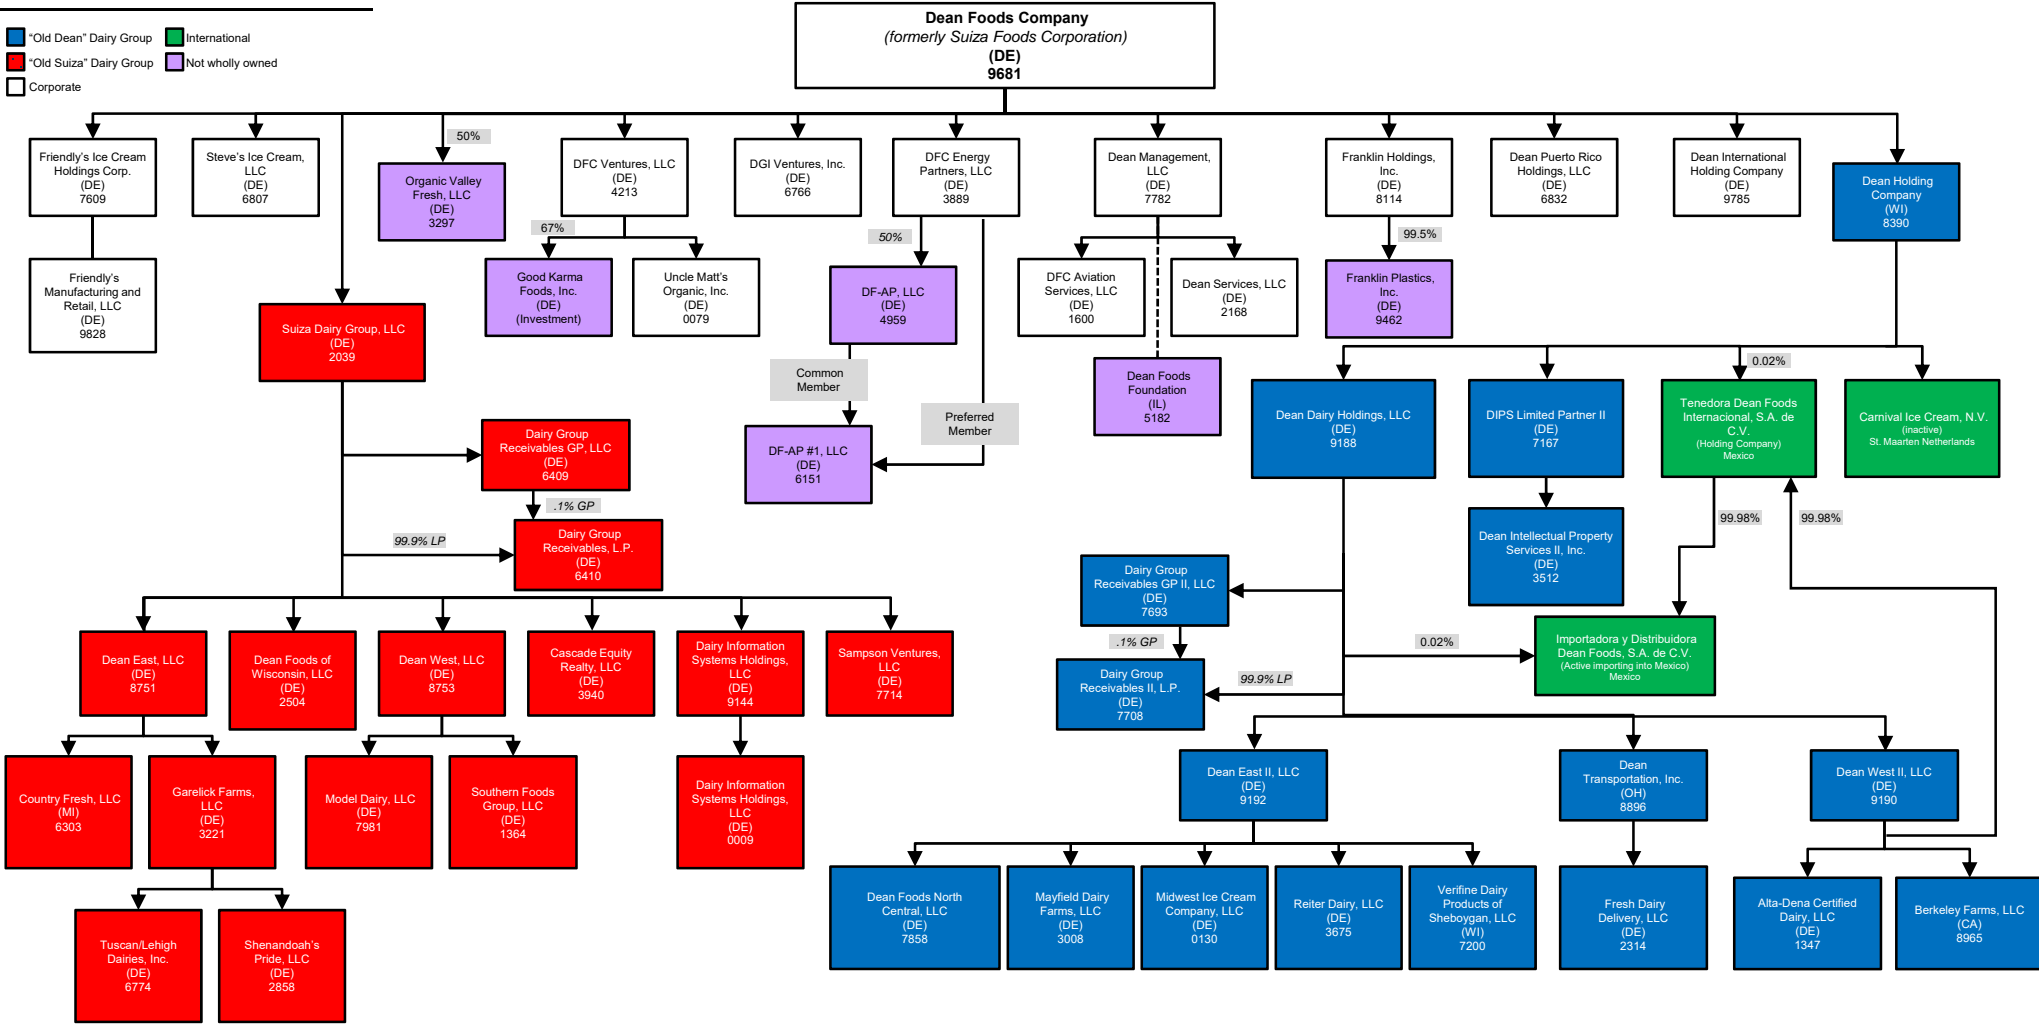 Dean Foods Company
(formerly Suiza Foods Corporation)
(DE)
9681
"Old Dean" Dairy Group
International
"Old Suiza" Dairy Group
Not wholly owned
Corporate
Friendly's Ice Cream
Holdings Corp.
(DE)
7609
Steve's Ice Cream,
LLC
(DE)
6807
50%
Organic Valley
Fresh, LLC
(DE)
3297
DFC Ventures, LLC
(DE)
4213
DGI Ventures, Inc.
(DE)
6766
DFC Energy
Partners, LLC
(DE)
3889
Dean Management,
LLC
(DE)
7782
Franklin Holdings,
Inc.
(DE)
8114
Dean Puerto Rico
Holdings, LLC
(DE)
6832
Dean International
Holding Company
(DE)
9785
Dean Holding
Company
(WI)
8390
Friendly's
Manufacturing and
Retail, LLC
(DE)
9828
Suiza Dairy Group, LLC
(DE)
2039
67%
Good Karma
Foods, Inc.
(DE)
(Investment)
Uncle Matt's
Organic, Inc.
(DE)
0079
50%
DF-AP, LLC
(DE)
4959
DFC Aviation
Services, LLC
(DE)
1600
Dean Services, LLC
(DE)
2168
99.5%
Franklin Plastics,
Inc.
(DE)
9462
Common
Member
Preferred
Member
DF-AP #1, LLC
(DE)
6151
Dean Foods
Foundation
(IL)
5182
Dean Dairy Holdings, LLC
(DE)
9188
DIPS Limited Partner II
(DE)
7167
0.02%
Tenedora Dean Foods
Internacional, S.A. de
C.V.
(Holding Company)
Mexico
Carnival Ice Cream, N.V.
(inactive)
St. Maarten Netherlands
Dairy Group
Receivables GP, LLC
(DE)
6409
.1% GP
99.9% LP
Dairy Group
Receivables, L.P.
(DE)
6410
Dean Intellectual Property
Services II, Inc.
(DE)
3512
99.98%
99.98%
Dairy Group
Receivables GP II, LLC
(DE)
7693
.1% GP
0.02%
Importadora y Distribuidora
Dean Foods, S.A. de C.V.
(Active importing into Mexico)
Mexico
99.9% LP
Dairy Group
Receivables II, L.P.
(DE)
7708
Dean East, LLC
(DE)
8751
Dean Foods of
Wisconsin, LLC
(DE)
2504
Dean West, LLC
(DE)
8753
Cascade Equity
Realty, LLC
(DE)
3940
Dairy Information
Systems Holdings,
LLC
(DE)
9144
Sampson Ventures,
LLC
(DE)
7714
Country Fresh, LLC
(MI)
6303
Garelick Farms,
LLC
(DE)
3221
Model Dairy, LLC
(DE)
7981
Southern Foods
Group, LLC
(DE)
1364
Dairy Information
Systems Holdings,
LLC
(DE)
0009
Dean East II, LLC
(DE)
9192
Dean
Transportation, Inc.
(OH)
8896
Dean West II, LLC
(DE)
9190
Tuscan/Lehigh
Dairies, Inc.
(DE)
6774
Shenandoah's
Pride, LLC
(DE)
2858
Dean Foods North
Central, LLC
(DE)
7858
Mayfield Dairy
Farms, LLC
(DE)
3008
Midwest Ice Cream
Company, LLC
(DE)
0130
Reiter Dairy, LLC
(DE)
3675
Verifine Dairy
Products of
Sheboygan, LLC
(WI)
7200
Fresh Dairy
Delivery, LLC
(DE)
2314
Alta-Dena Certified
Dairy, LLC
(DE)
1347
Berkeley Farms, LLC
(CA)
8965